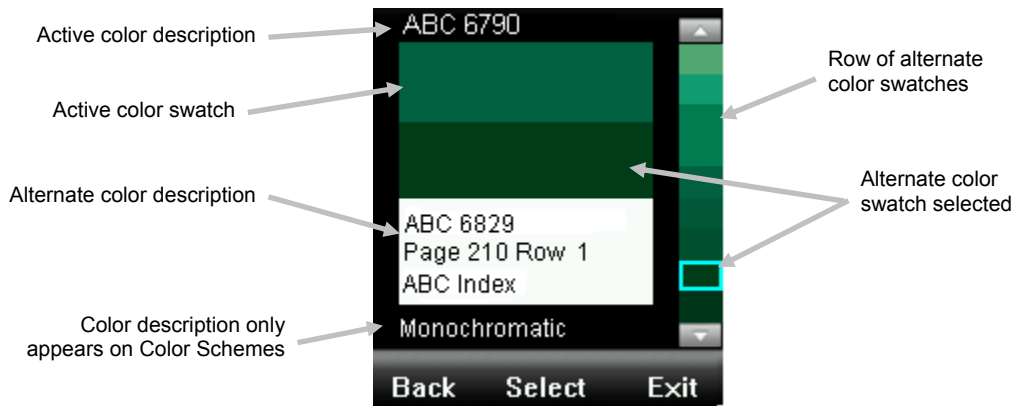 Active color description
Active color swatch
Alternate color description
Color description only
appears on Color Schemes
ABC 6790
ABC 6829
Page 210 Row 1
ABC Index
Monochromatic
Back Select Exit
Row of alternate
color swatches
Alternate color
swatch selected